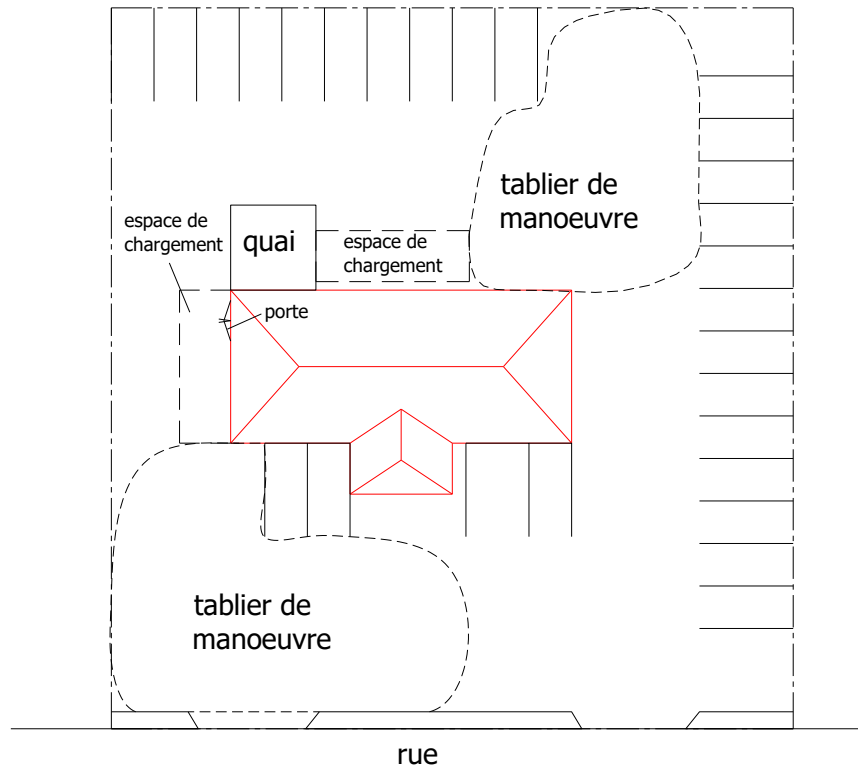 tablier de
manoeuvre
espace de
chargement
quai
espace de
chargement
porte
tablier de
manoeuvre
rue